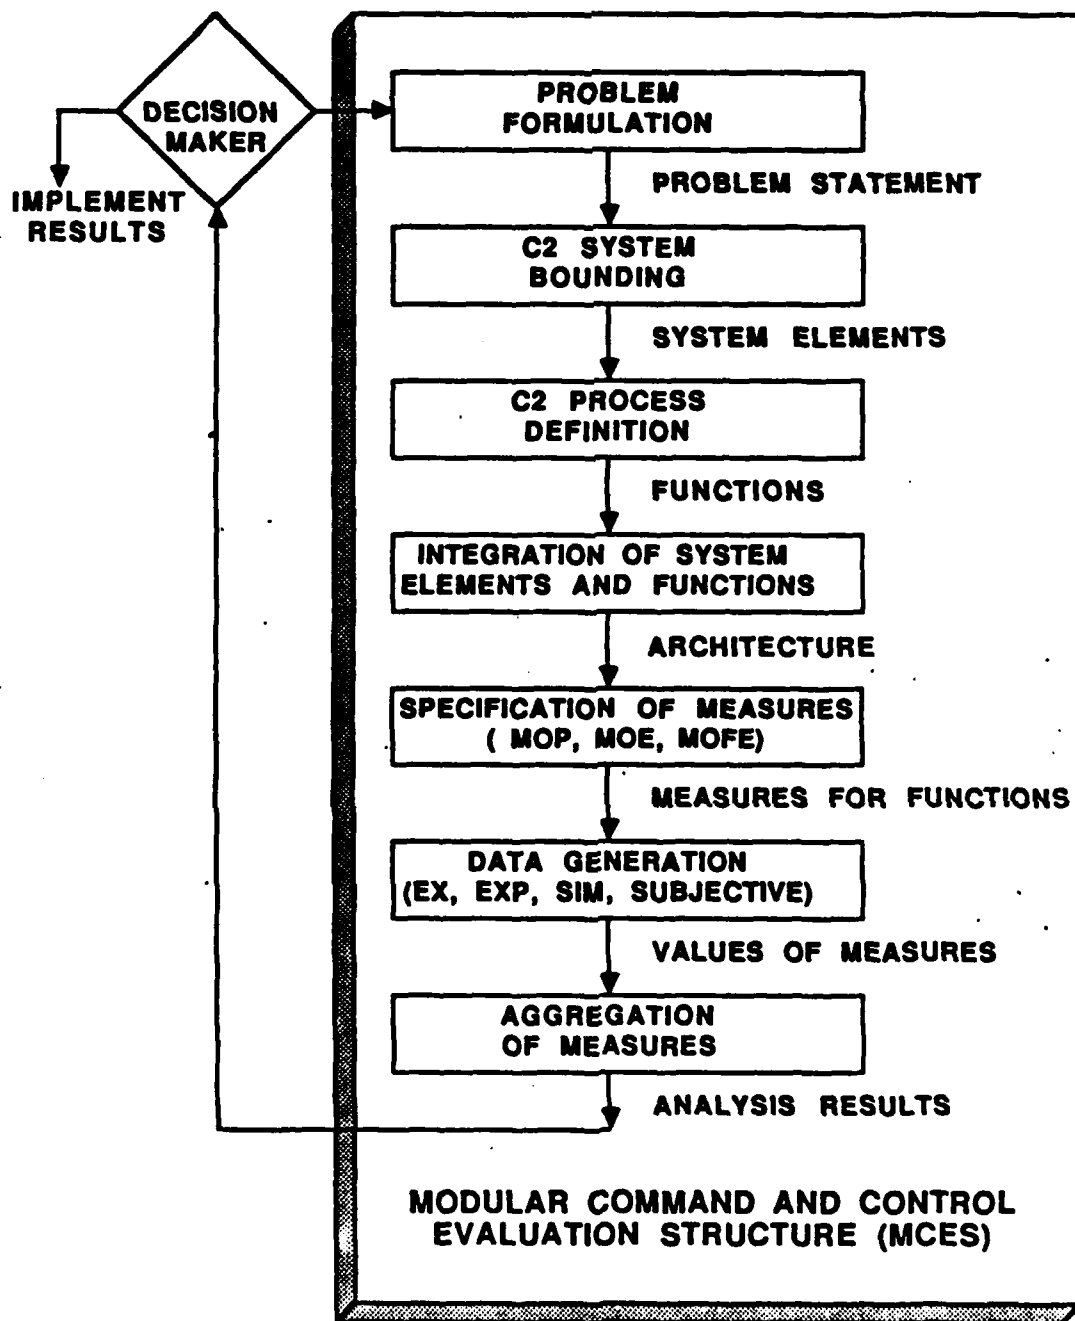 DECISION
MAKER
IMPLEMENT
RESULTS
PROBLEM
FORMULATION
PROBLEM STATEMENT
C2 SYSTEM
BOUNDING
SYSTEM ELEMENTS
C2 PROCESS
DEFINITION
FUNCTIONS
INTEGRATION OF SYSTEM
ELEMENTS AND FUNCTIONS
ARCHITECTURE
SPECIFICATION OF MEASURES
( MOP, MOE, MOFE)
MEASURES FOR FUNCTIONS
DATA GENERATION
(EX, EXP, SIM, SUBJECTIVE)
VALUES OF MEASURES
AGGREGATION
OF MEASURES
ANALYSIS RESULTS
MODULAR COMMAND AND CONTROL
EVALUATION STRUCTURE (MCES)